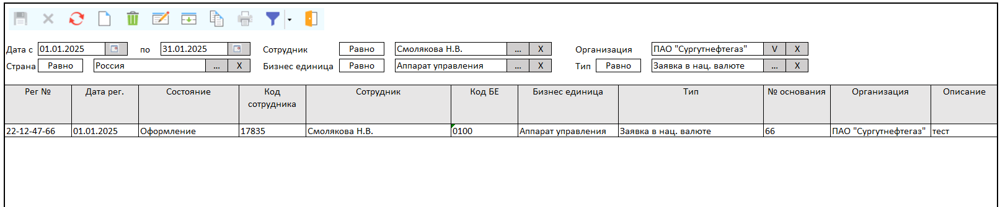 Дата с 01.01.2025 по 31.01.2025 Сотрудник Равно Смолякова Н.В. ... X Организация ПАО "Сургутнефтегаз" V X
Страна Равно Россия ... X Бизнес единица Равно Аппарат управления ... X Тип Равно Заявка в нац. валюте ... X
Рег № Дата рег. Состояние Код сотрудника Сотрудник Код БЕ Бизнес единица Тип № основания Организация Описание
22-12-47-66 01.01.2025 Оформление 17835 Смолякова Н.В. 0100 Аппарат управления Заявка в нац. валюте 66 ПАО "Сургутнефтегаз" тест